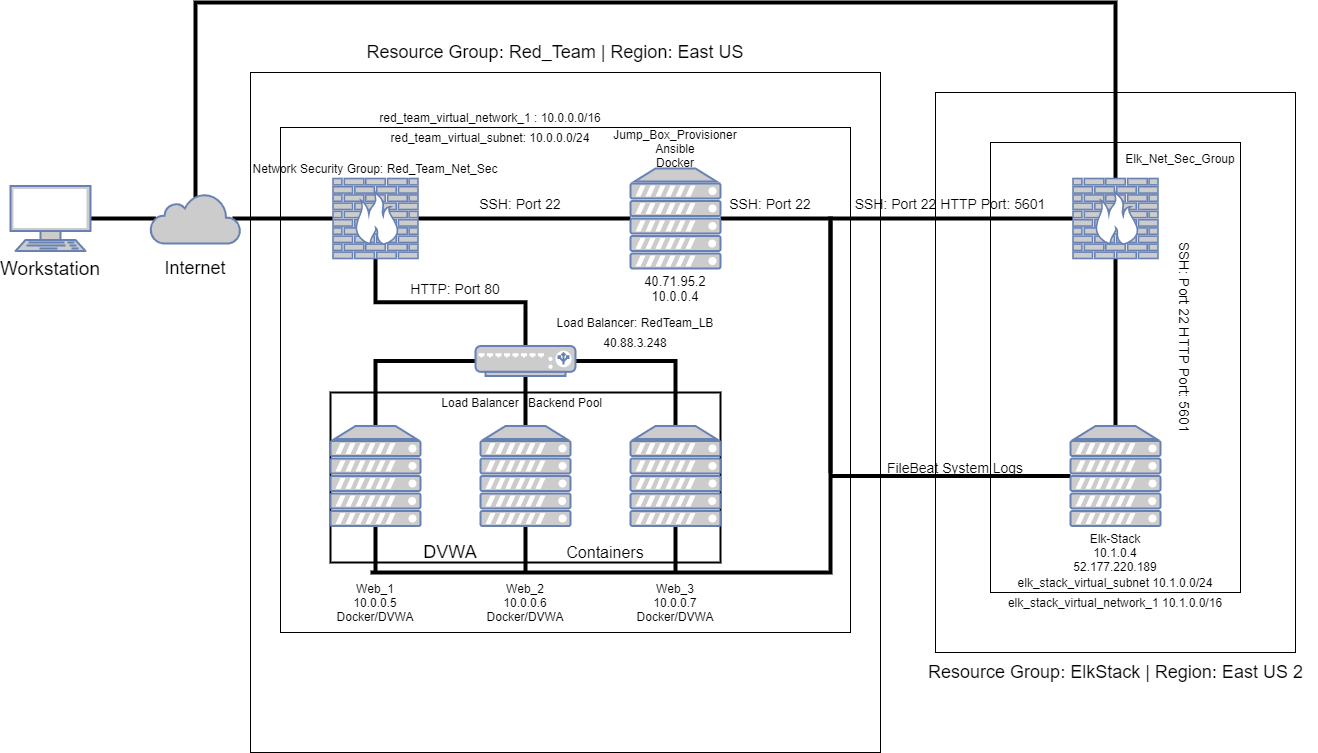 Resource Group: Red_Team | Region: East US
red_team_virtual_network_1 : 10.0.0.0/16
red_team_virtual_subnet: 10.0.0.0/24
Jump_Box_Provisioner
Ansible
Docker
Network Security Group: Red_Team_Net_Sec
Elk_Net_Sec_Group
SSH: Port 22
SSH: Port 22
SSH: Port 22 HTTP Port: 5601
Workstation
Internet
40.71.95.2
10.0.0.4
HTTP: Port 80
SSH: Port 22 HTTP Port: 5601
Load Balancer: RedTeam_LB
40.88.3.248
Load Balancer Backend Pool
FileBeat System Logs
DVWA Containers
Web_1
10.0.0.5
Docker/DVWA
Web_2
10.0.0.6
Docker/DVWA
Web_3
10.0.0.7
Docker/DVWA
Elk-Stack
10.1.0.4
52.177.220.189
elk_stack_virtual_subnet 10.1.0.0/24
elk_stack_virtual_network_1 10.1.0.0/16
Resource Group: ElkStack | Region: East US 2